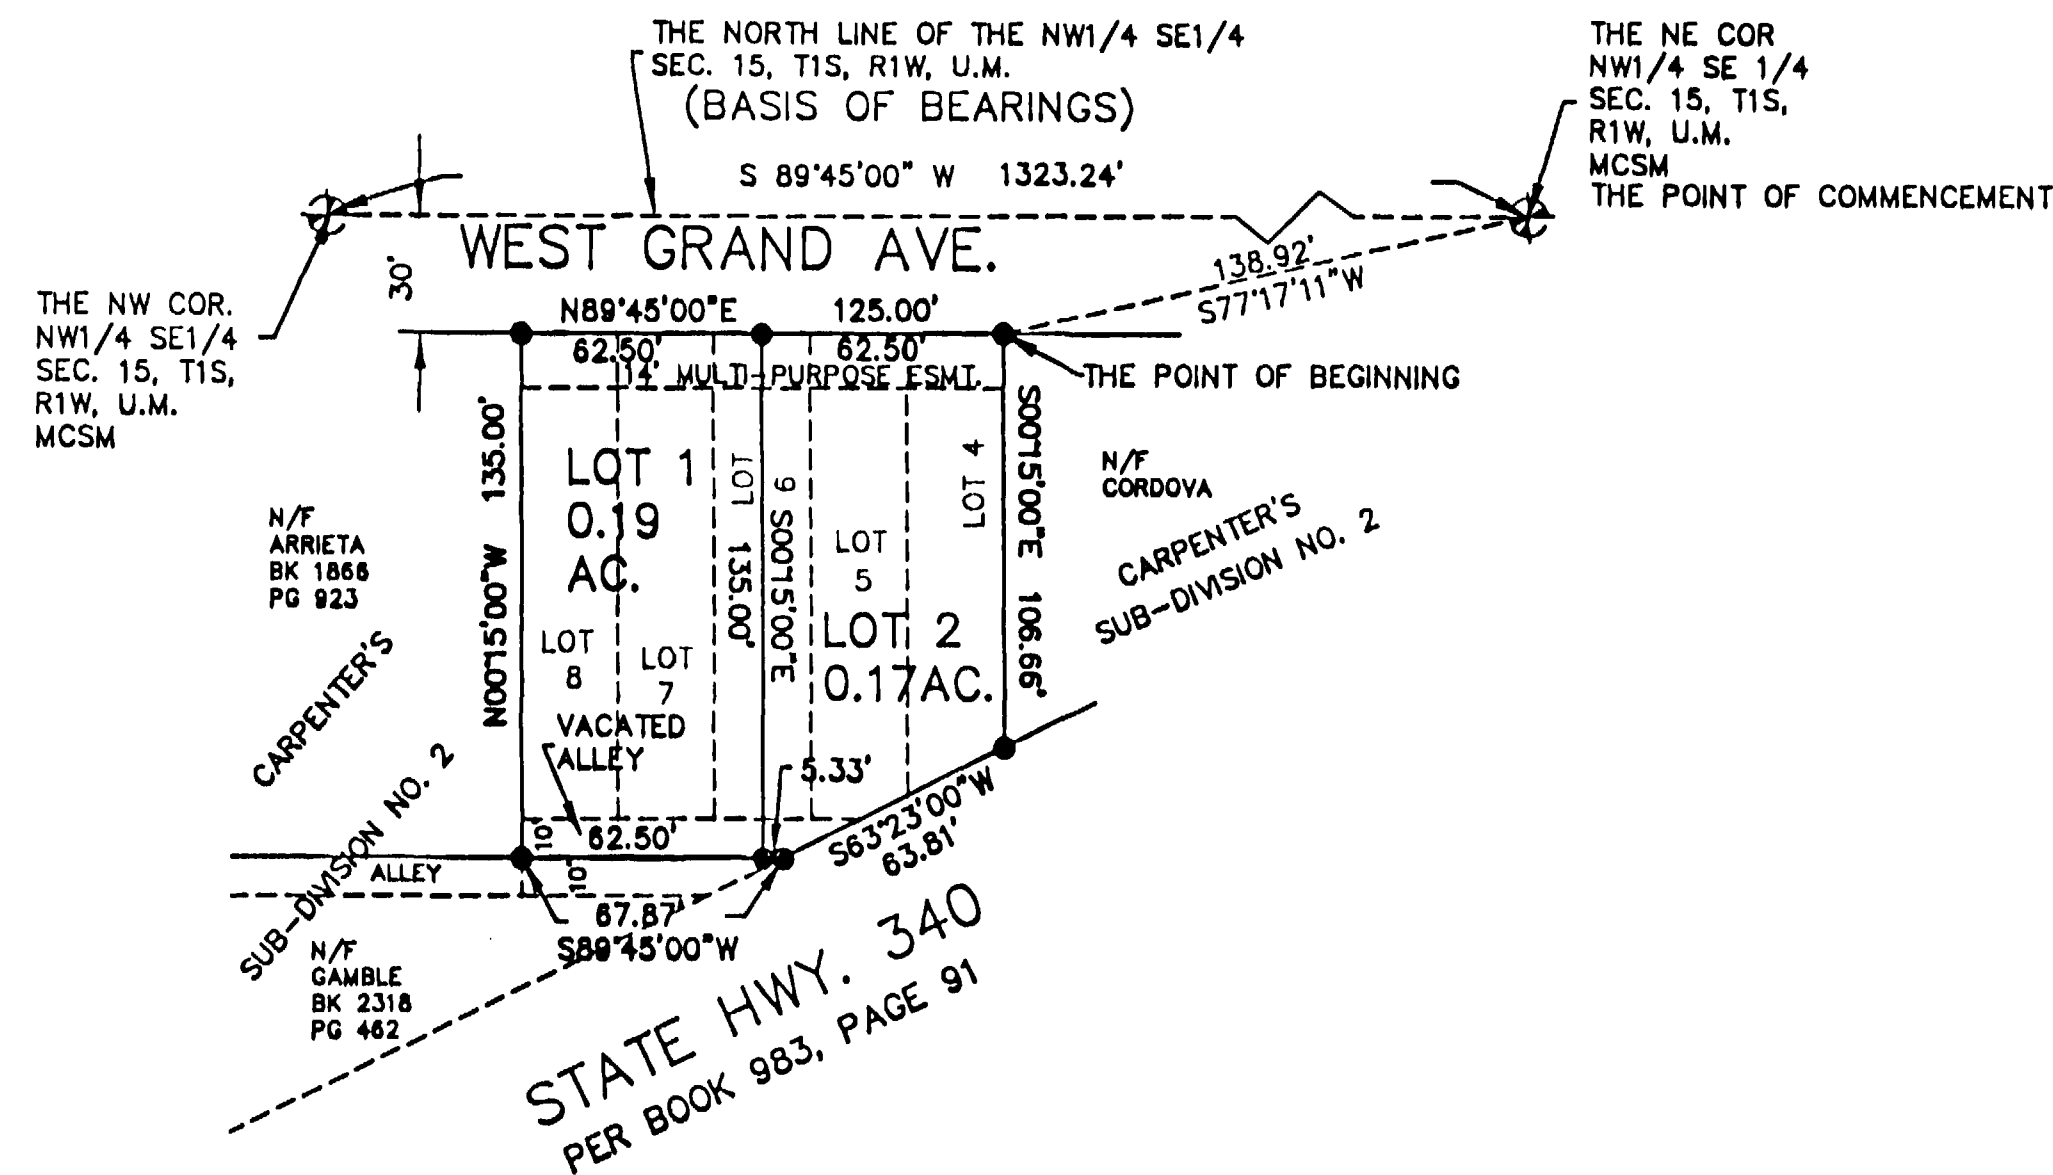 THE NORTH LINE OF THE NW1/4 SE1/4
SEC. 15, T1S, R1W, U.M.
(BASIS OF BEARINGS)
S 89°45'00" W 1323.24'
THE NE COR
NW1/4 SE 1/4
SEC. 15, T1S,
R1W, U.M.
MCSM
THE POINT OF COMMENCEMENT
WEST GRAND AVE.
30'
138.92'
S77°17'11"W
THE NW COR.
NW1/4 SE1/4
SEC. 15, T1S,
R1W, U.M.
MCSM
N89°45'00"E 125.00'
62.50' 62.50'
14' MULTI-PURPOSE ESMT.
THE POINT OF BEGINNING
N00°15'00"W 135.00'
LOT 1
0.19
AC.
LOT 6
135.00' S00°15'00"E
LOT
5
LOT 4
S00°15'00"E 106.66'
N/F
CORDOVA
CARPENTER'S
SUB-DIVISION NO. 2
N/F
ARRIETA
BK 1866
PG 923
LOT
8
LOT
7
LOT 2
0.17AC.
VACATED
ALLEY
5.33'
CARPENTER'S
SUB-DIVISION NO. 2
10'
62.50'
S63°23'00"W
63.81'
ALLEY
10'
67.87'
S89°45'00"W
N/F
GAMBLE
BK 2318
PG 462
STATE HWY. 340
PER BOOK 983, PAGE 91